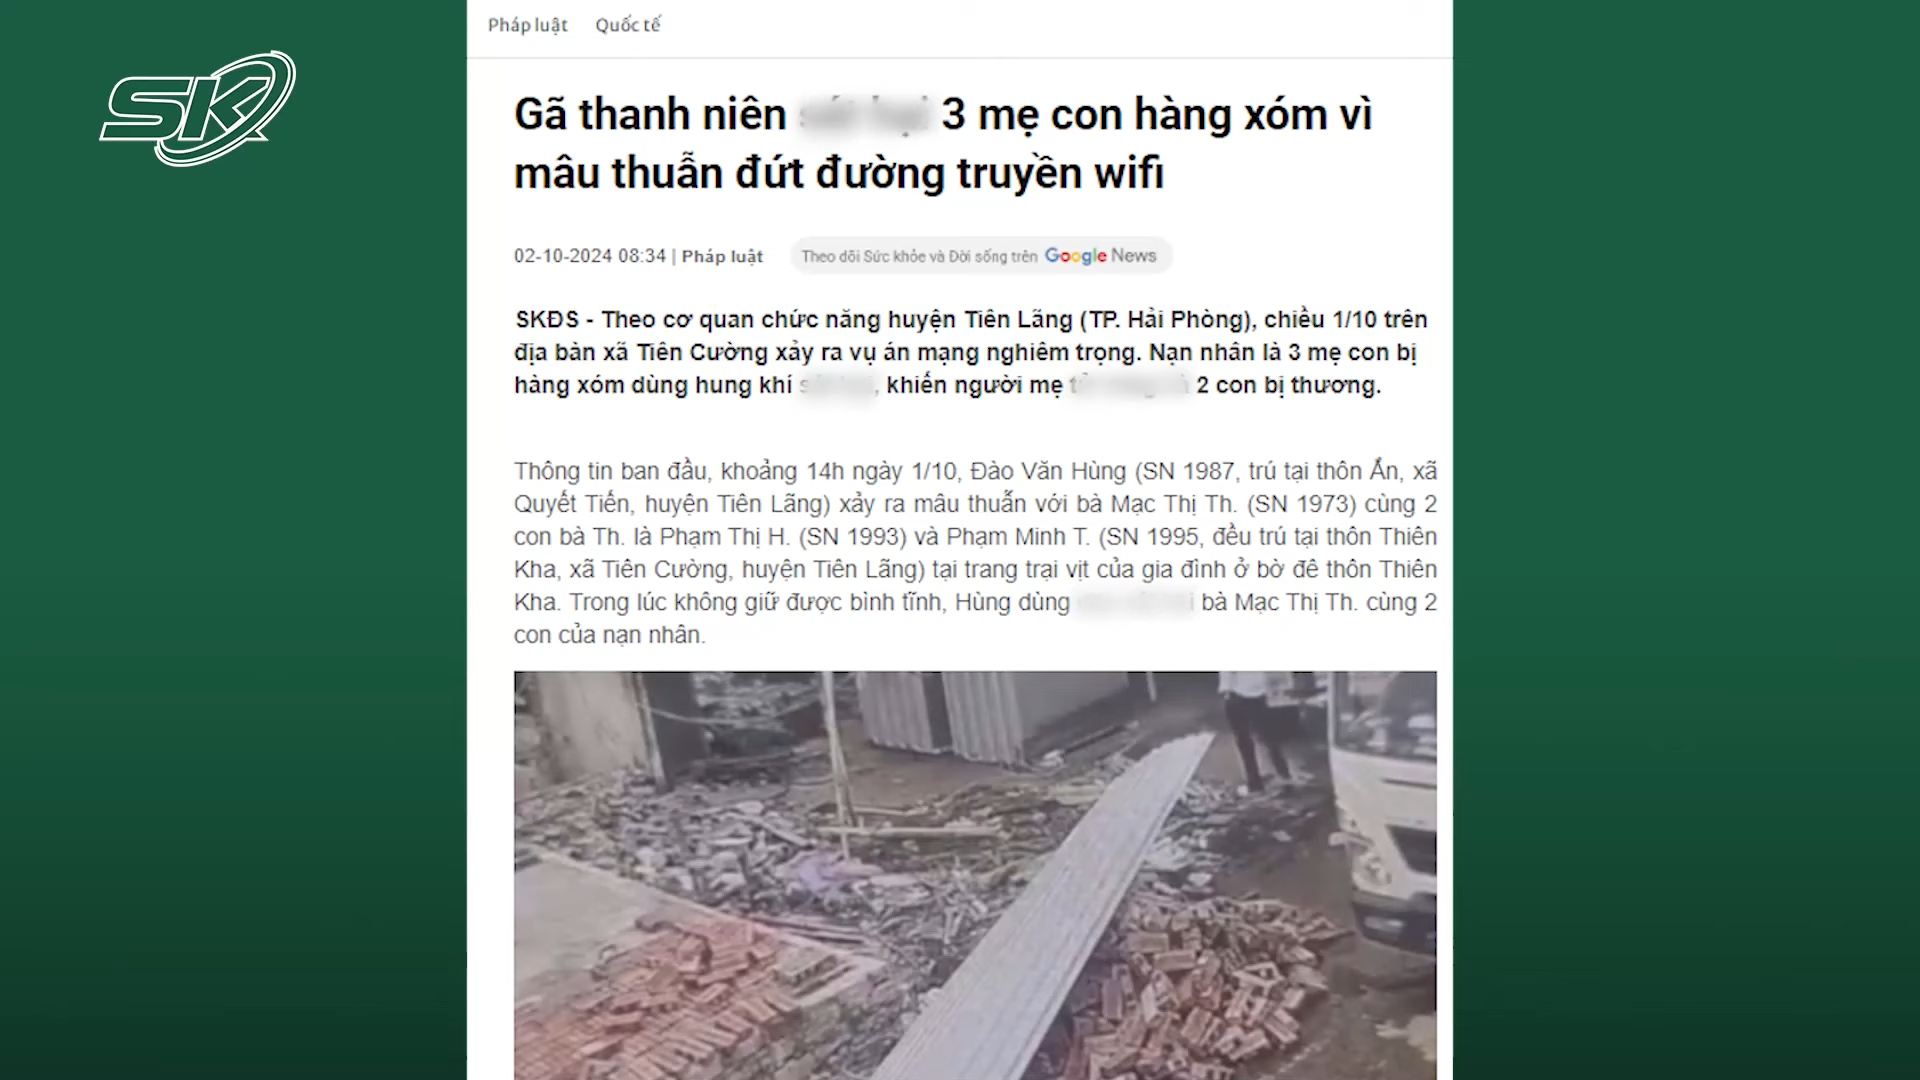 SK
Pháp luật Quốc tế
Gã thanh niên 3 mẹ con hàng xóm vì
mâu thuẫn đứt đường truyền wifi
02-10-2024 08:34 | Pháp luật Theo dõi Sức khỏe và Đời sống trên Google News
SKĐS - Theo cơ quan chức năng huyện Tiên Lãng (TP. Hải Phòng), chiều 1/10 trên
địa bàn xã Tiên Cường xảy ra vụ án mạng nghiêm trọng. Nạn nhân là 3 mẹ con bị
hàng xóm dùng hung khí , khiến người mẹ 2 con bị thương.
Thông tin ban đầu, khoảng 14h ngày 1/10, Đào Văn Hùng (SN 1987, trú tại thôn Ấn, xã
Quyết Tiến, huyện Tiên Lãng) xảy ra mâu thuẫn với bà Mạc Thị Th. (SN 1973) cùng 2
con bà Th. là Phạm Thị H. (SN 1993) và Phạm Minh T. (SN 1995, đều trú tại thôn Thiên
Kha, xã Tiên Cường, huyện Tiên Lãng) tại trang trại vịt của gia đình ở bờ đê thôn Thiên
Kha. Trong lúc không giữ được bình tĩnh, Hùng dùng bà Mạc Thị Th. cùng 2
con của nạn nhân.